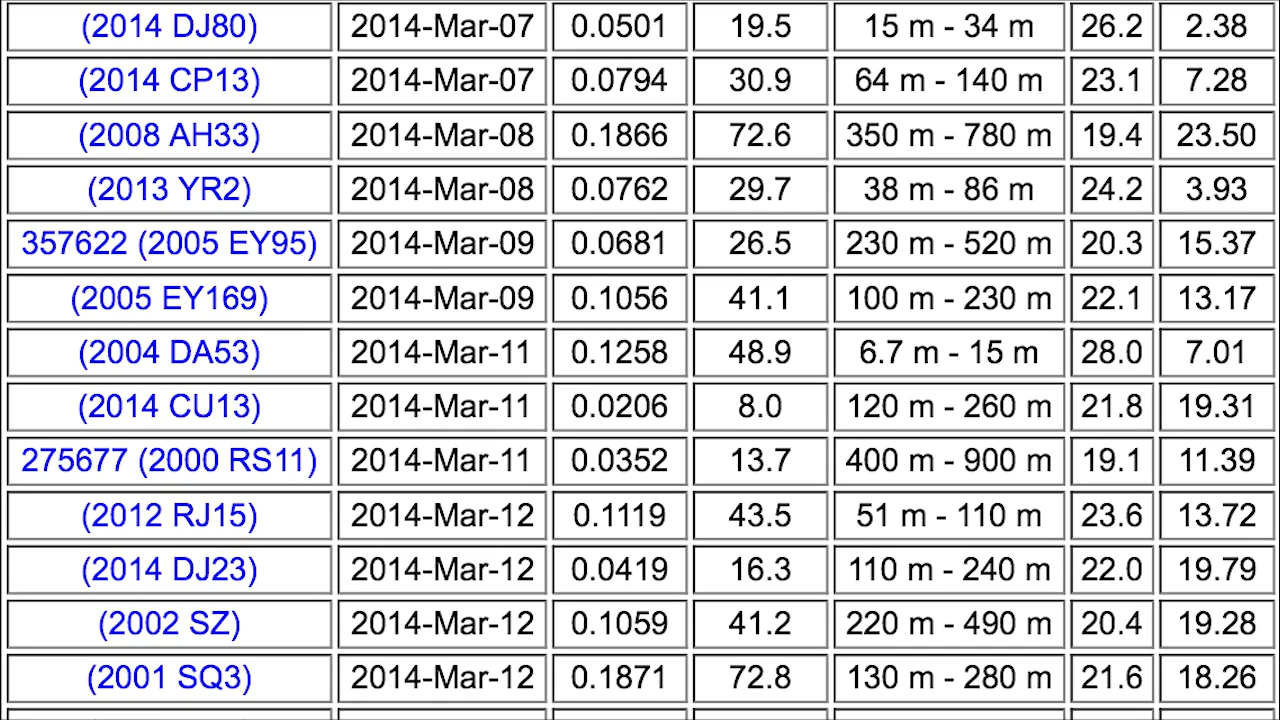 (2014 DJ80) 2014-Mar-07 0.0501 19.5 15 m - 34 m 26.2 2.38
(2014 CP13) 2014-Mar-07 0.0794 30.9 64 m - 140 m 23.1 7.28
(2008 AH33) 2014-Mar-08 0.1866 72.6 350 m - 780 m 19.4 23.50
(2013 YR2) 2014-Mar-08 0.0762 29.7 38 m - 86 m 24.2 3.93
357622 (2005 EY95) 2014-Mar-09 0.0681 26.5 230 m - 520 m 20.3 15.37
(2005 EY169) 2014-Mar-09 0.1056 41.1 100 m - 230 m 22.1 13.17
(2004 DA53) 2014-Mar-11 0.1258 48.9 6.7 m - 15 m 28.0 7.01
(2014 CU13) 2014-Mar-11 0.0206 8.0 120 m - 260 m 21.8 19.31
275677 (2000 RS11) 2014-Mar-11 0.0352 13.7 400 m - 900 m 19.1 11.39
(2012 RJ15) 2014-Mar-12 0.1119 43.5 51 m - 110 m 23.6 13.72
(2014 DJ23) 2014-Mar-12 0.0419 16.3 110 m - 240 m 22.0 19.79
(2002 SZ) 2014-Mar-12 0.1059 41.2 220 m - 490 m 20.4 19.28
(2001 SQ3) 2014-Mar-12 0.1871 72.8 130 m - 280 m 21.6 18.26